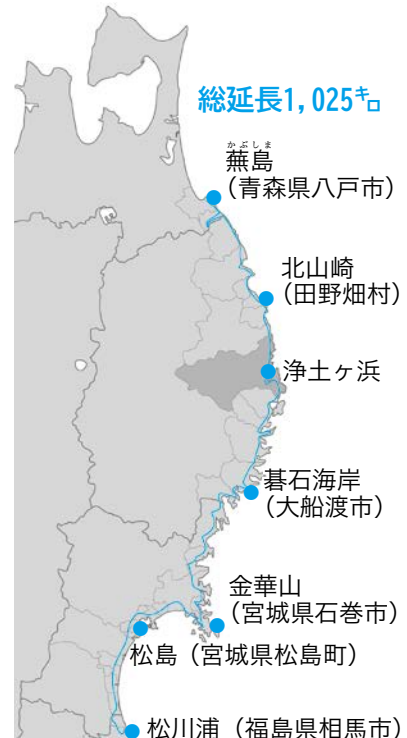 総延長1,025㌔
かぶしま
蕪島
（青森県八戸市）
北山崎
（田野畑村）
浄土ヶ浜
碁石海岸
（大船渡市）
金華山
（宮城県石巻市）
松島（宮城県松島町）
松川浦（福島県相馬市）